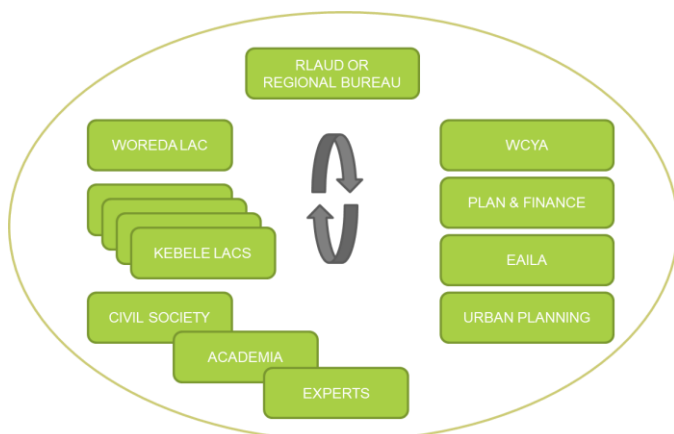 RLAUD OR
REGIONAL BUREAU
WOREDA LAC
KEBELE LACS
CIVIL SOCIETY
ACADEMIA
EXPERTS
WCYA
PLAN & FINANCE
EAILA
URBAN PLANNING